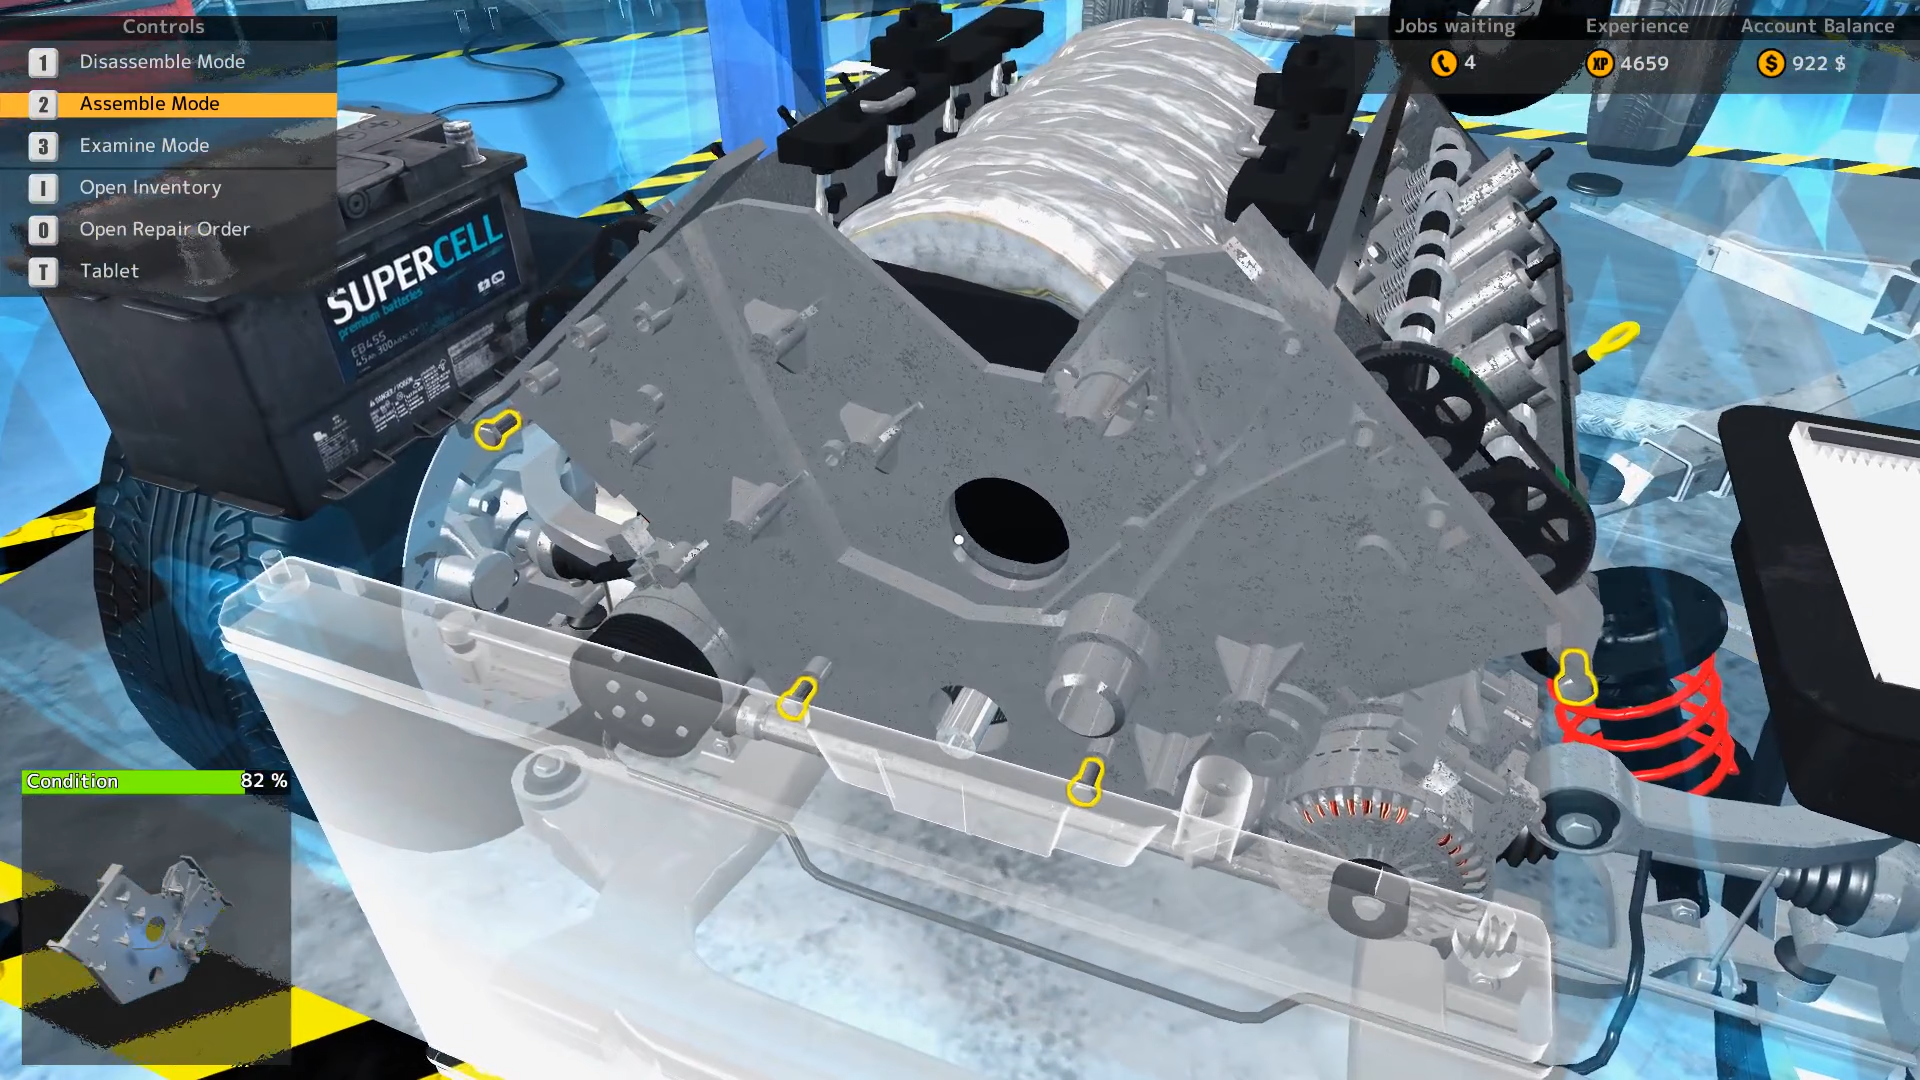 Controls
1 Disassemble Mode
2 Assemble Mode
3 Examine Mode
I Open Inventory
O Open Repair Order
T Tablet
Jobs waiting Experience Account Balance
4 XP 4659 $ 922 $
SUPERCELL
premium batteries
EB455
Condition 82 %